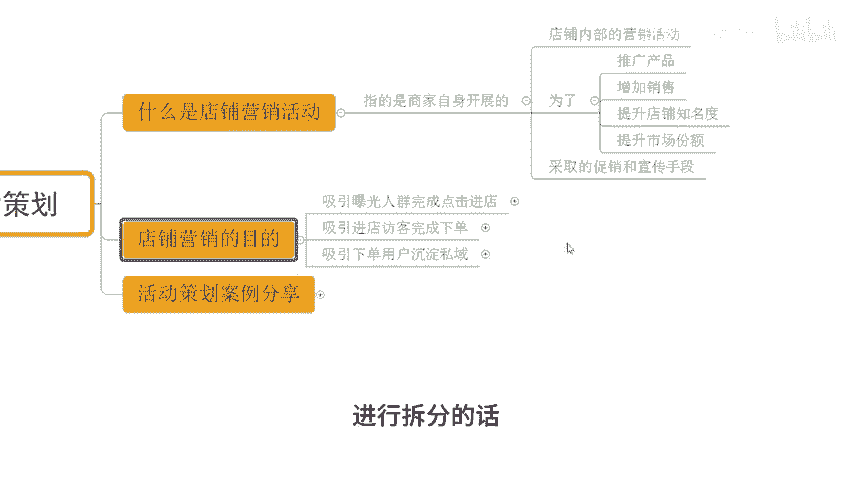 策划
什么是店铺营销活动
指的是商家自身开展的
店铺内部的营销活动
为了
推广产品
增加销售
提升店铺知名度
提升市场份额
采取的促销和宣传手段
店铺营销的目的
吸引曝光人群完成点击进店
吸引进店访客完成下单
吸引下单用户沉淀私域
活动策划案例分享
进行拆分的话